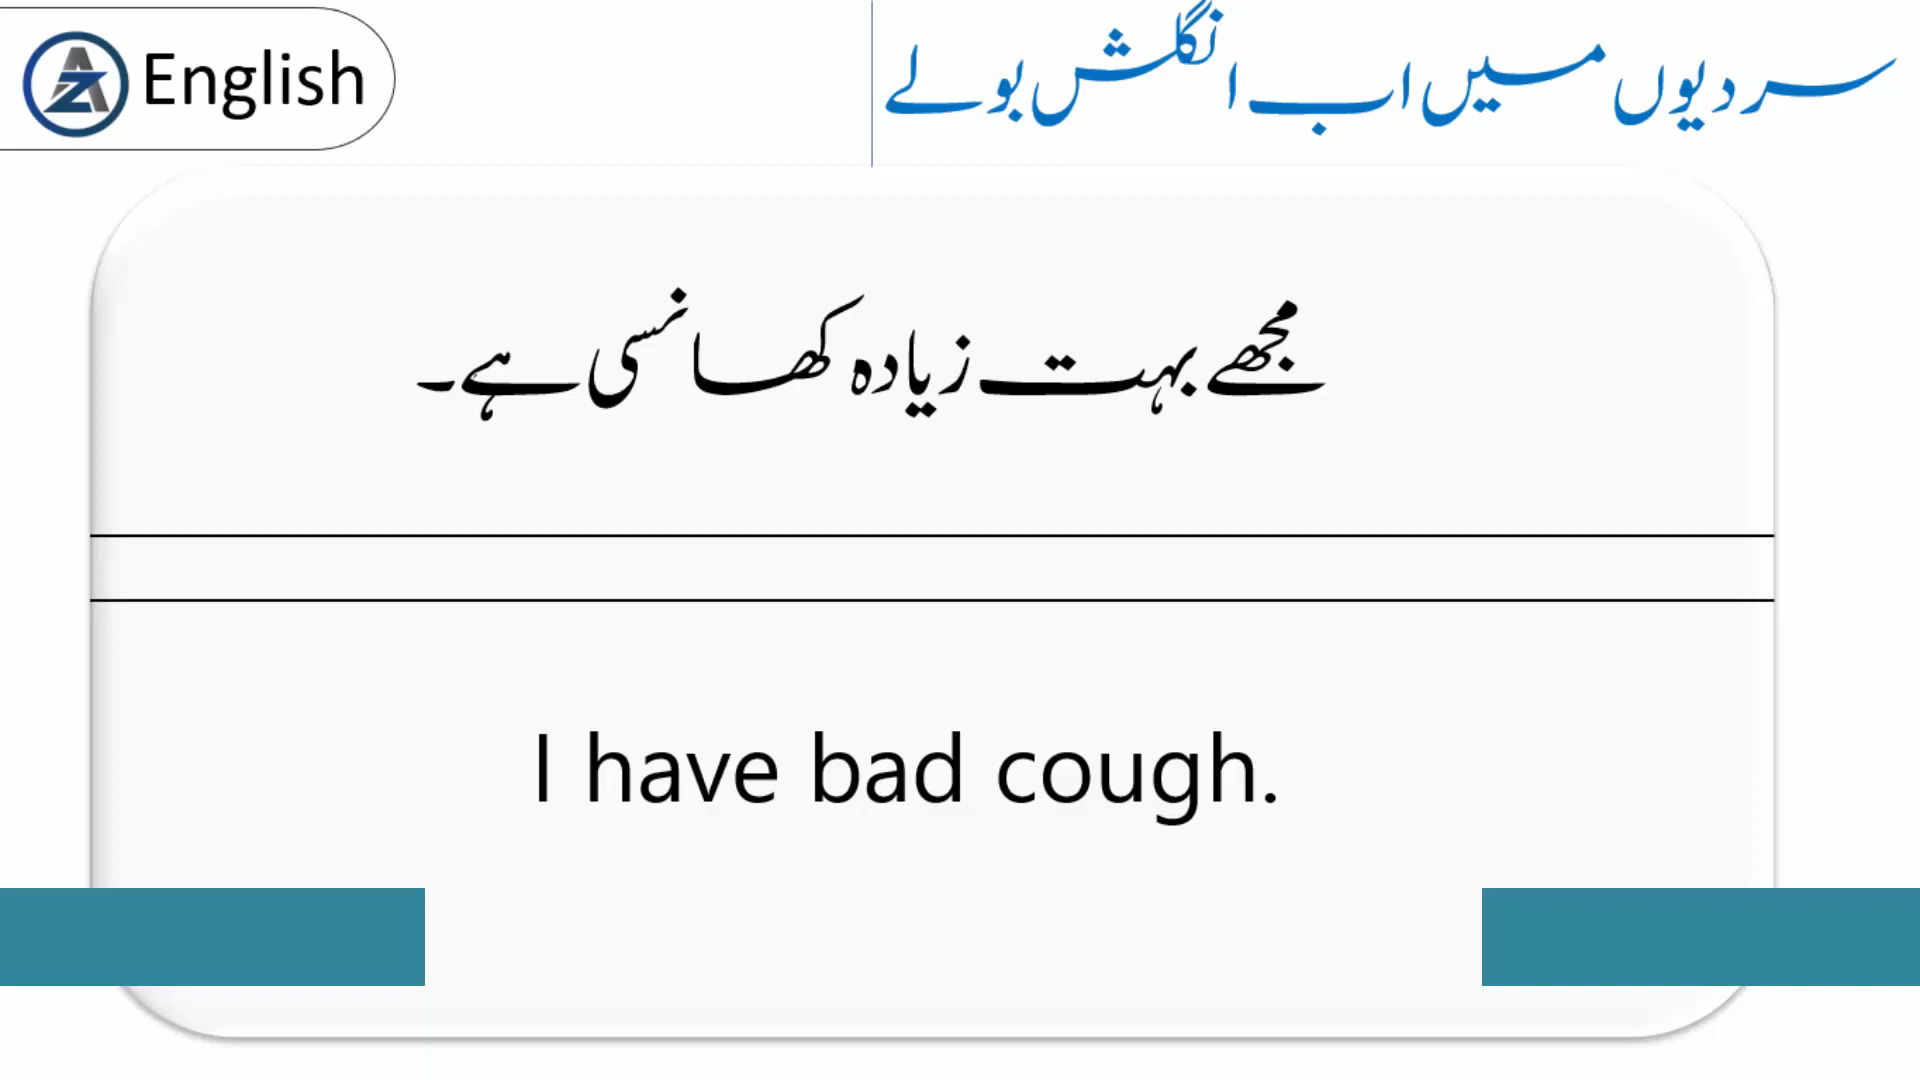 English
سردیوں میں اب انگلش بولے
مجھے بہت زیادہ کھانسی ہے۔
I have bad cough.